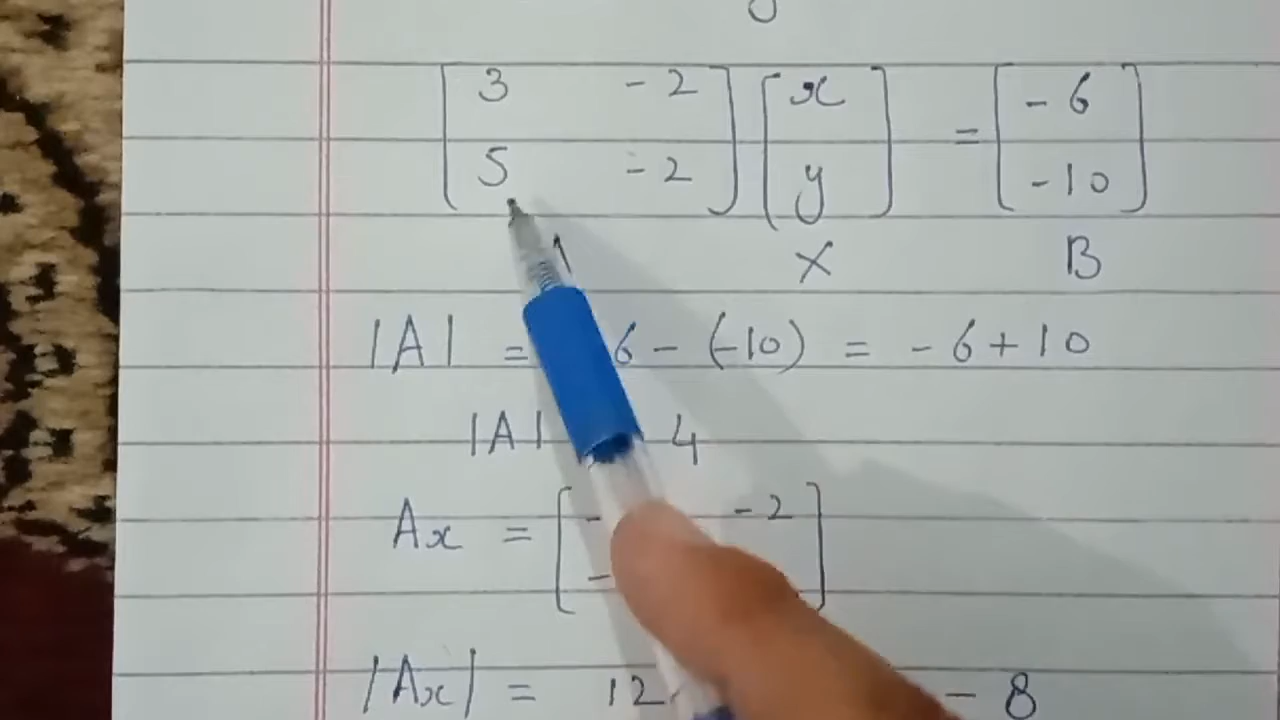 [3 -2] [x] = [-6]
[5 -2] [y] [-10]
X B
|A| = 6 - (-10) = -6 + 10
|A| 4
Ax = [- -2]
-
|Ax| = 12 - 8